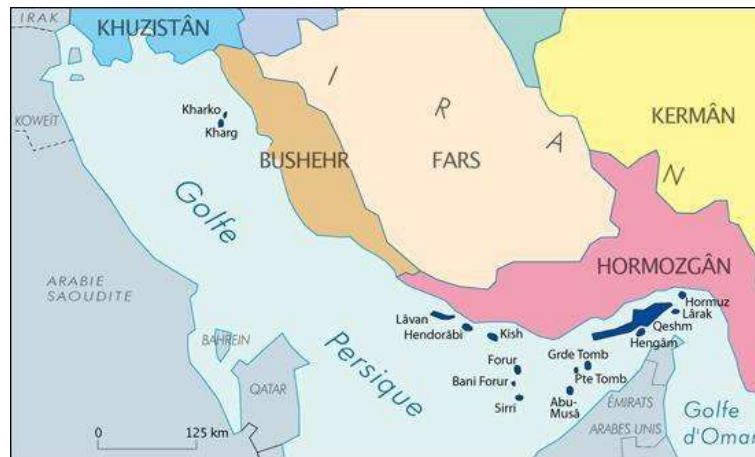 IRAK
KHUZISTÂN
KOWEÏT
Kharko
Kharg
BUSHEHR
I R A N
FARS
KERMÂN
Golfe
Persique
ARABIE
SAOUDITE
HORMOZGÂN
BAHREIN
QATAR
Lâvan
Hendorâbi
Kish
Forur
Bani Forur
Sirri
Grde Tomb
Pte Tomb
Abu-
Musâ
Hormuz
Lârak
Qeshm
Hengâm
ÉMIRATS
ARABES UNIS
Golfe
d'Oman
0 125 km